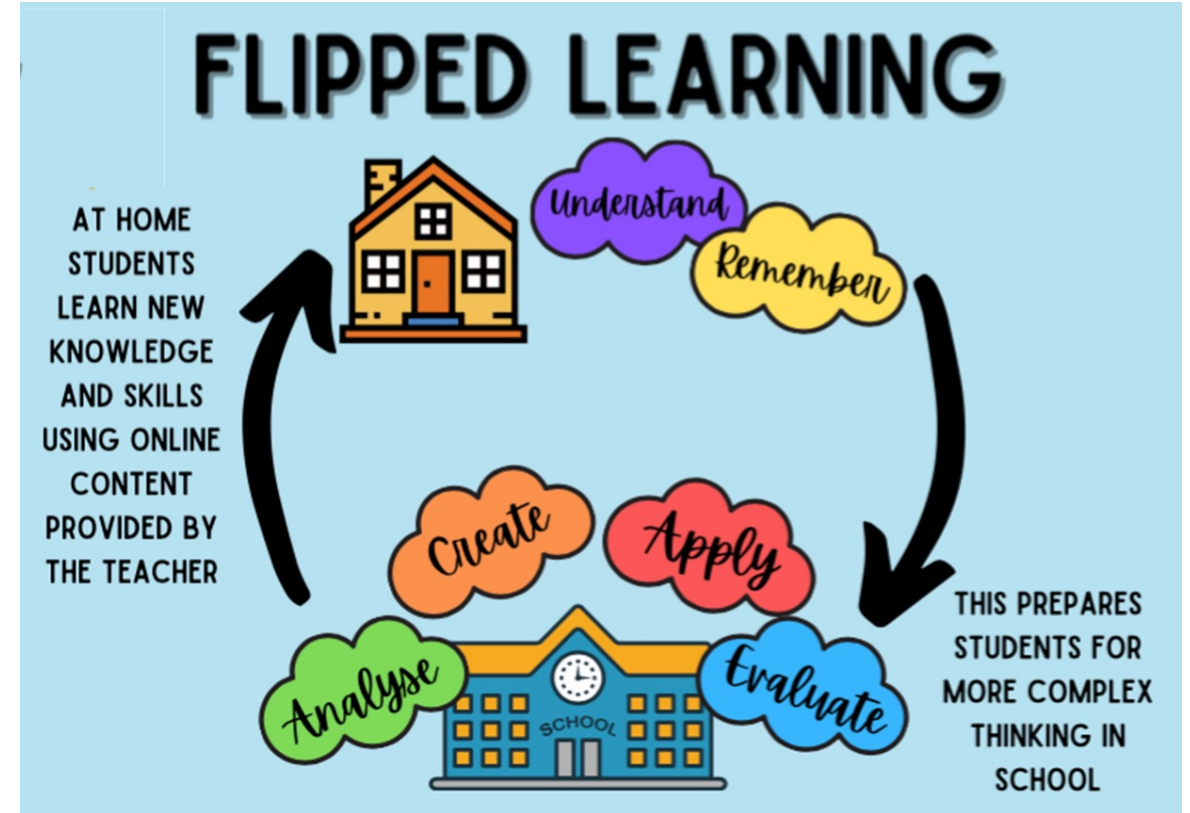 FLIPPED LEARNING
AT HOME
STUDENTS
LEARN NEW
KNOWLEDGE
AND SKILLS
USING ONLINE
CONTENT
PROVIDED BY
THE TEACHER
Understand
Remember
Create
Apply
Analyse
Evaluate
SCHOOL
THIS PREPARES
STUDENTS FOR
MORE COMPLEX
THINKING IN
SCHOOL